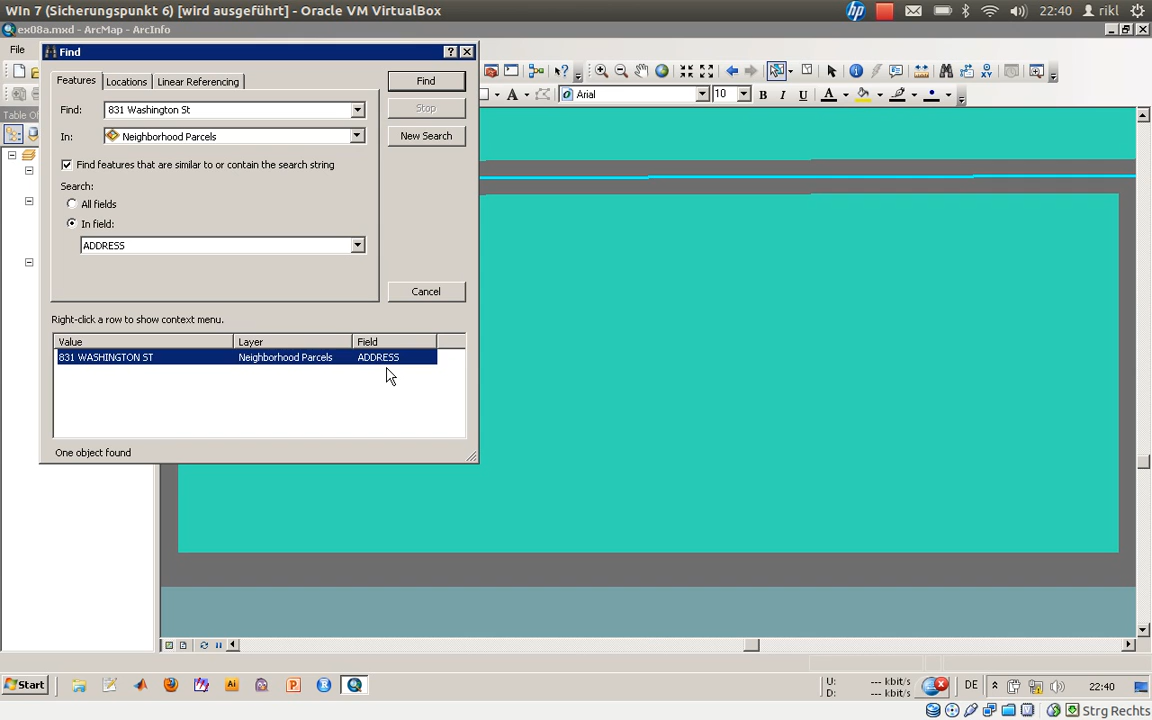 WIn 7 (Sicherungspunkt 6) [wird ausgeführt] - Oracle VM VirtualBox
22:40 rikl
ex08a.mxd - ArcMap - ArcInfo
File
Find
Features Locations Linear Referencing Find
Arial 10 B I U A A
Find: 831 Washington St Stop
Table O
In: Neighborhood Parcels New Search
Find features that are similar to or contain the search string
Search:
All fields
In field:
ADDRESS
Cancel
Right-click a row to show context menu.
Value Layer Field
831 WASHINGTON ST Neighborhood Parcels ADDRESS
One object found
Start U: --- kbit/s DE 22:40
D: --- kbit/s
Strg Rechts